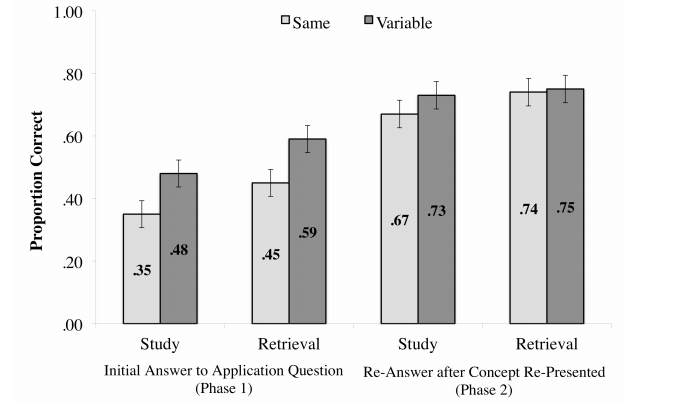 1.00
Same Variable
.80
.60
.40
.20
.00
Proportion Correct
.35 .48 .45 .59 .67 .73 .74 .75
Study Retrieval Study Retrieval
Initial Answer to Application Question Re-Answer after Concept Re-Presented
(Phase 1) (Phase 2)